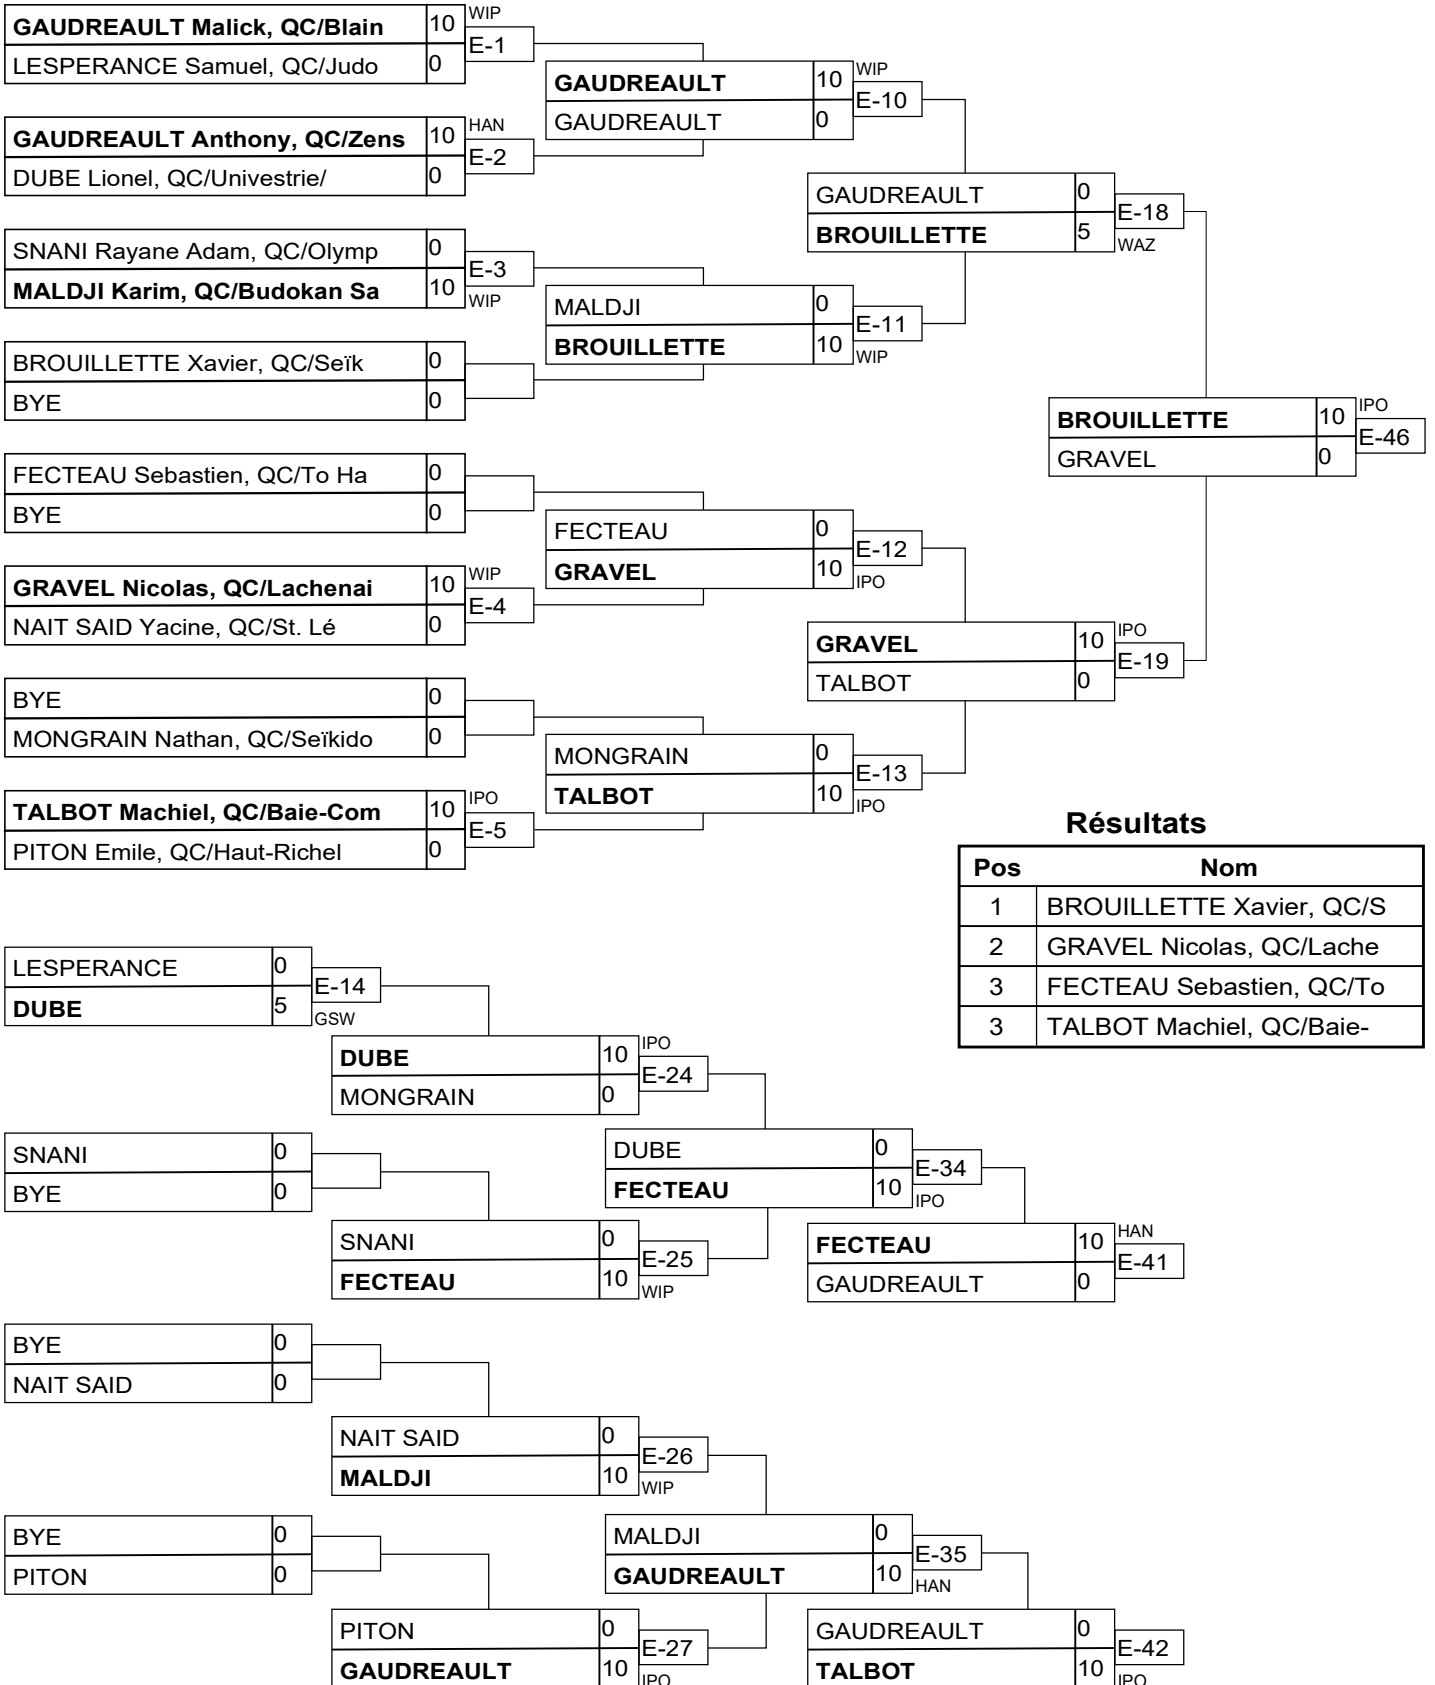 GAUDREAULT Malick, QC/Blain 10 WIP
E-1
LESPERANCE Samuel, QC/Judo 0
GAUDREAULT 10 WIP
E-10
GAUDREAULT 0
GAUDREAULT Anthony, QC/Zens 10 HAN
E-2
DUBE Lionel, QC/Univestrie/ 0
GAUDREAULT 0
E-18
BROUILLETTE 5 WAZ
SNANI Rayane Adam, QC/Olymp 0
E-3
MALDJI Karim, QC/Budokan Sa 10 WIP
MALDJI 0
E-11
BROUILLETTE 10 WIP
BROUILLETTE Xavier, QC/Seïk 0
BYE 0
BROUILLETTE 10 IPO
E-46
GRAVEL 0
FECTEAU Sebastien, QC/To Ha 0
BYE 0
FECTEAU 0
E-12
GRAVEL 10 IPO
GRAVEL Nicolas, QC/Lachenai 10 WIP
E-4
NAIT SAID Yacine, QC/St. Lé 0
GRAVEL 10 IPO
E-19
TALBOT 0
BYE 0
MONGRAIN Nathan, QC/Seïkido 0
MONGRAIN 0
E-13
TALBOT 10 IPO
TALBOT Machiel, QC/Baie-Com 10 IPO
E-5
PITON Emile, QC/Haut-Richel 0
Résultats
Pos Nom
1 BROUILLETTE Xavier, QC/S
2 GRAVEL Nicolas, QC/Lache
3 FECTEAU Sebastien, QC/To
3 TALBOT Machiel, QC/Baie-
LESPERANCE 0
E-14
DUBE 5 GSW
DUBE 10 IPO
E-24
MONGRAIN 0
SNANI 0
BYE 0
DUBE 0
E-34
FECTEAU 10 IPO
SNANI 0
E-25
FECTEAU 10 WIP
FECTEAU 10 HAN
E-41
GAUDREAULT 0
BYE 0
NAIT SAID 0
NAIT SAID 0
E-26
MALDJI 10 WIP
BYE 0
PITON 0
MALDJI 0
E-35
GAUDREAULT 10 HAN
PITON 0
E-27
GAUDREAULT 10 IPO
GAUDREAULT 0
E-42
TALBOT 10 IPO